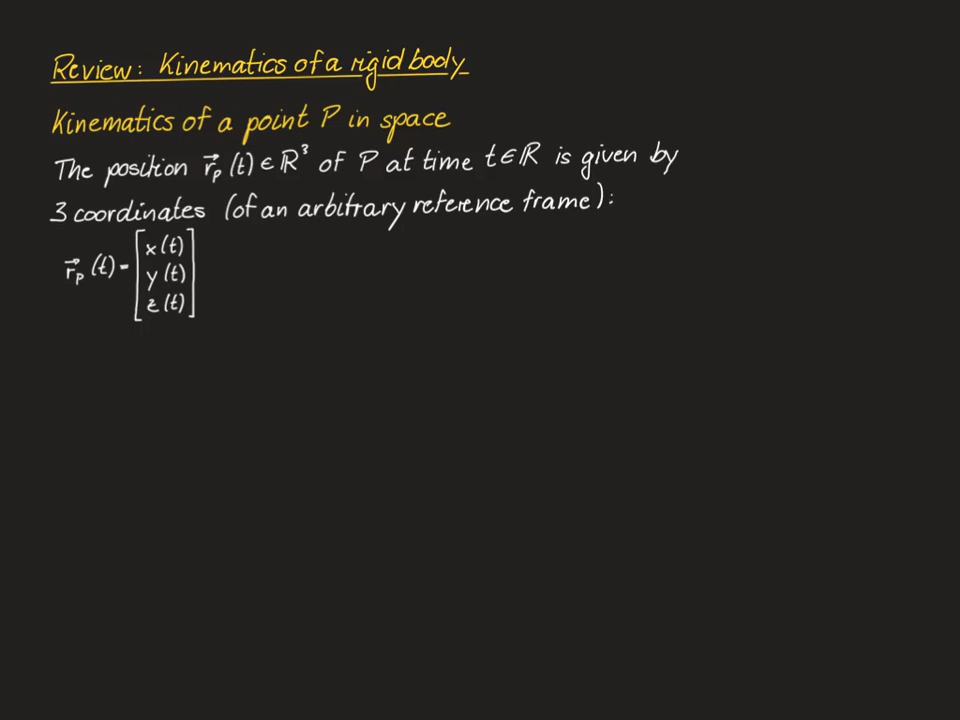 Review: Kinematics of a rigid body
Kinematics of a point P in space
The position r⃗ₚ(t) ∈ ℝ³ of P at time t ∈ ℝ is given by
3 coordinates (of an arbitrary reference frame):
r⃗ₚ(t) = [x(t)
y(t)
z(t)]